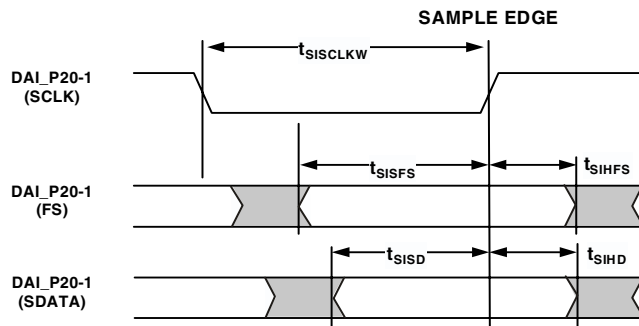 SAMPLE EDGE
tSISCLKW
DAI_P20-1
(SCLK)
tSISFS
tSIHFS
DAI_P20-1
(FS)
tSISD
tSIHD
DAI_P20-1
(SDATA)